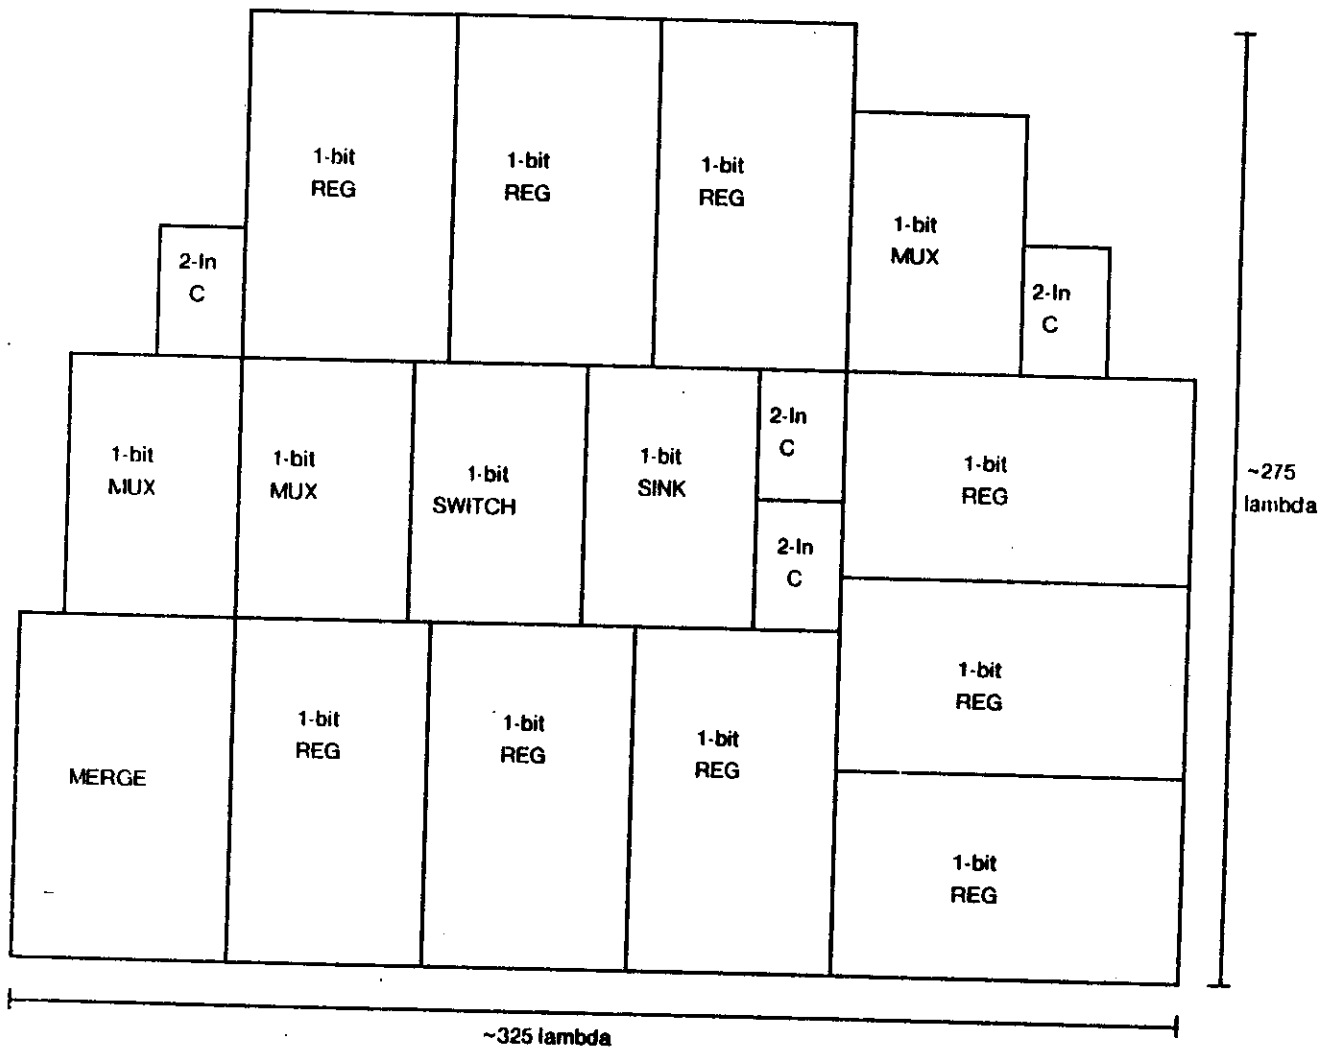 1-bit
REG
1-bit
REG
1-bit
REG
1-bit
MUX
2-In
C
2-In
C
1-bit
MUX
1-bit
MUX
1-bit
SWITCH
1-bit
SINK
2-In
C
2-In
C
1-bit
REG
~275
lambda
1-bit
REG
MERGE
1-bit
REG
1-bit
REG
1-bit
REG
1-bit
REG
~325 lambda